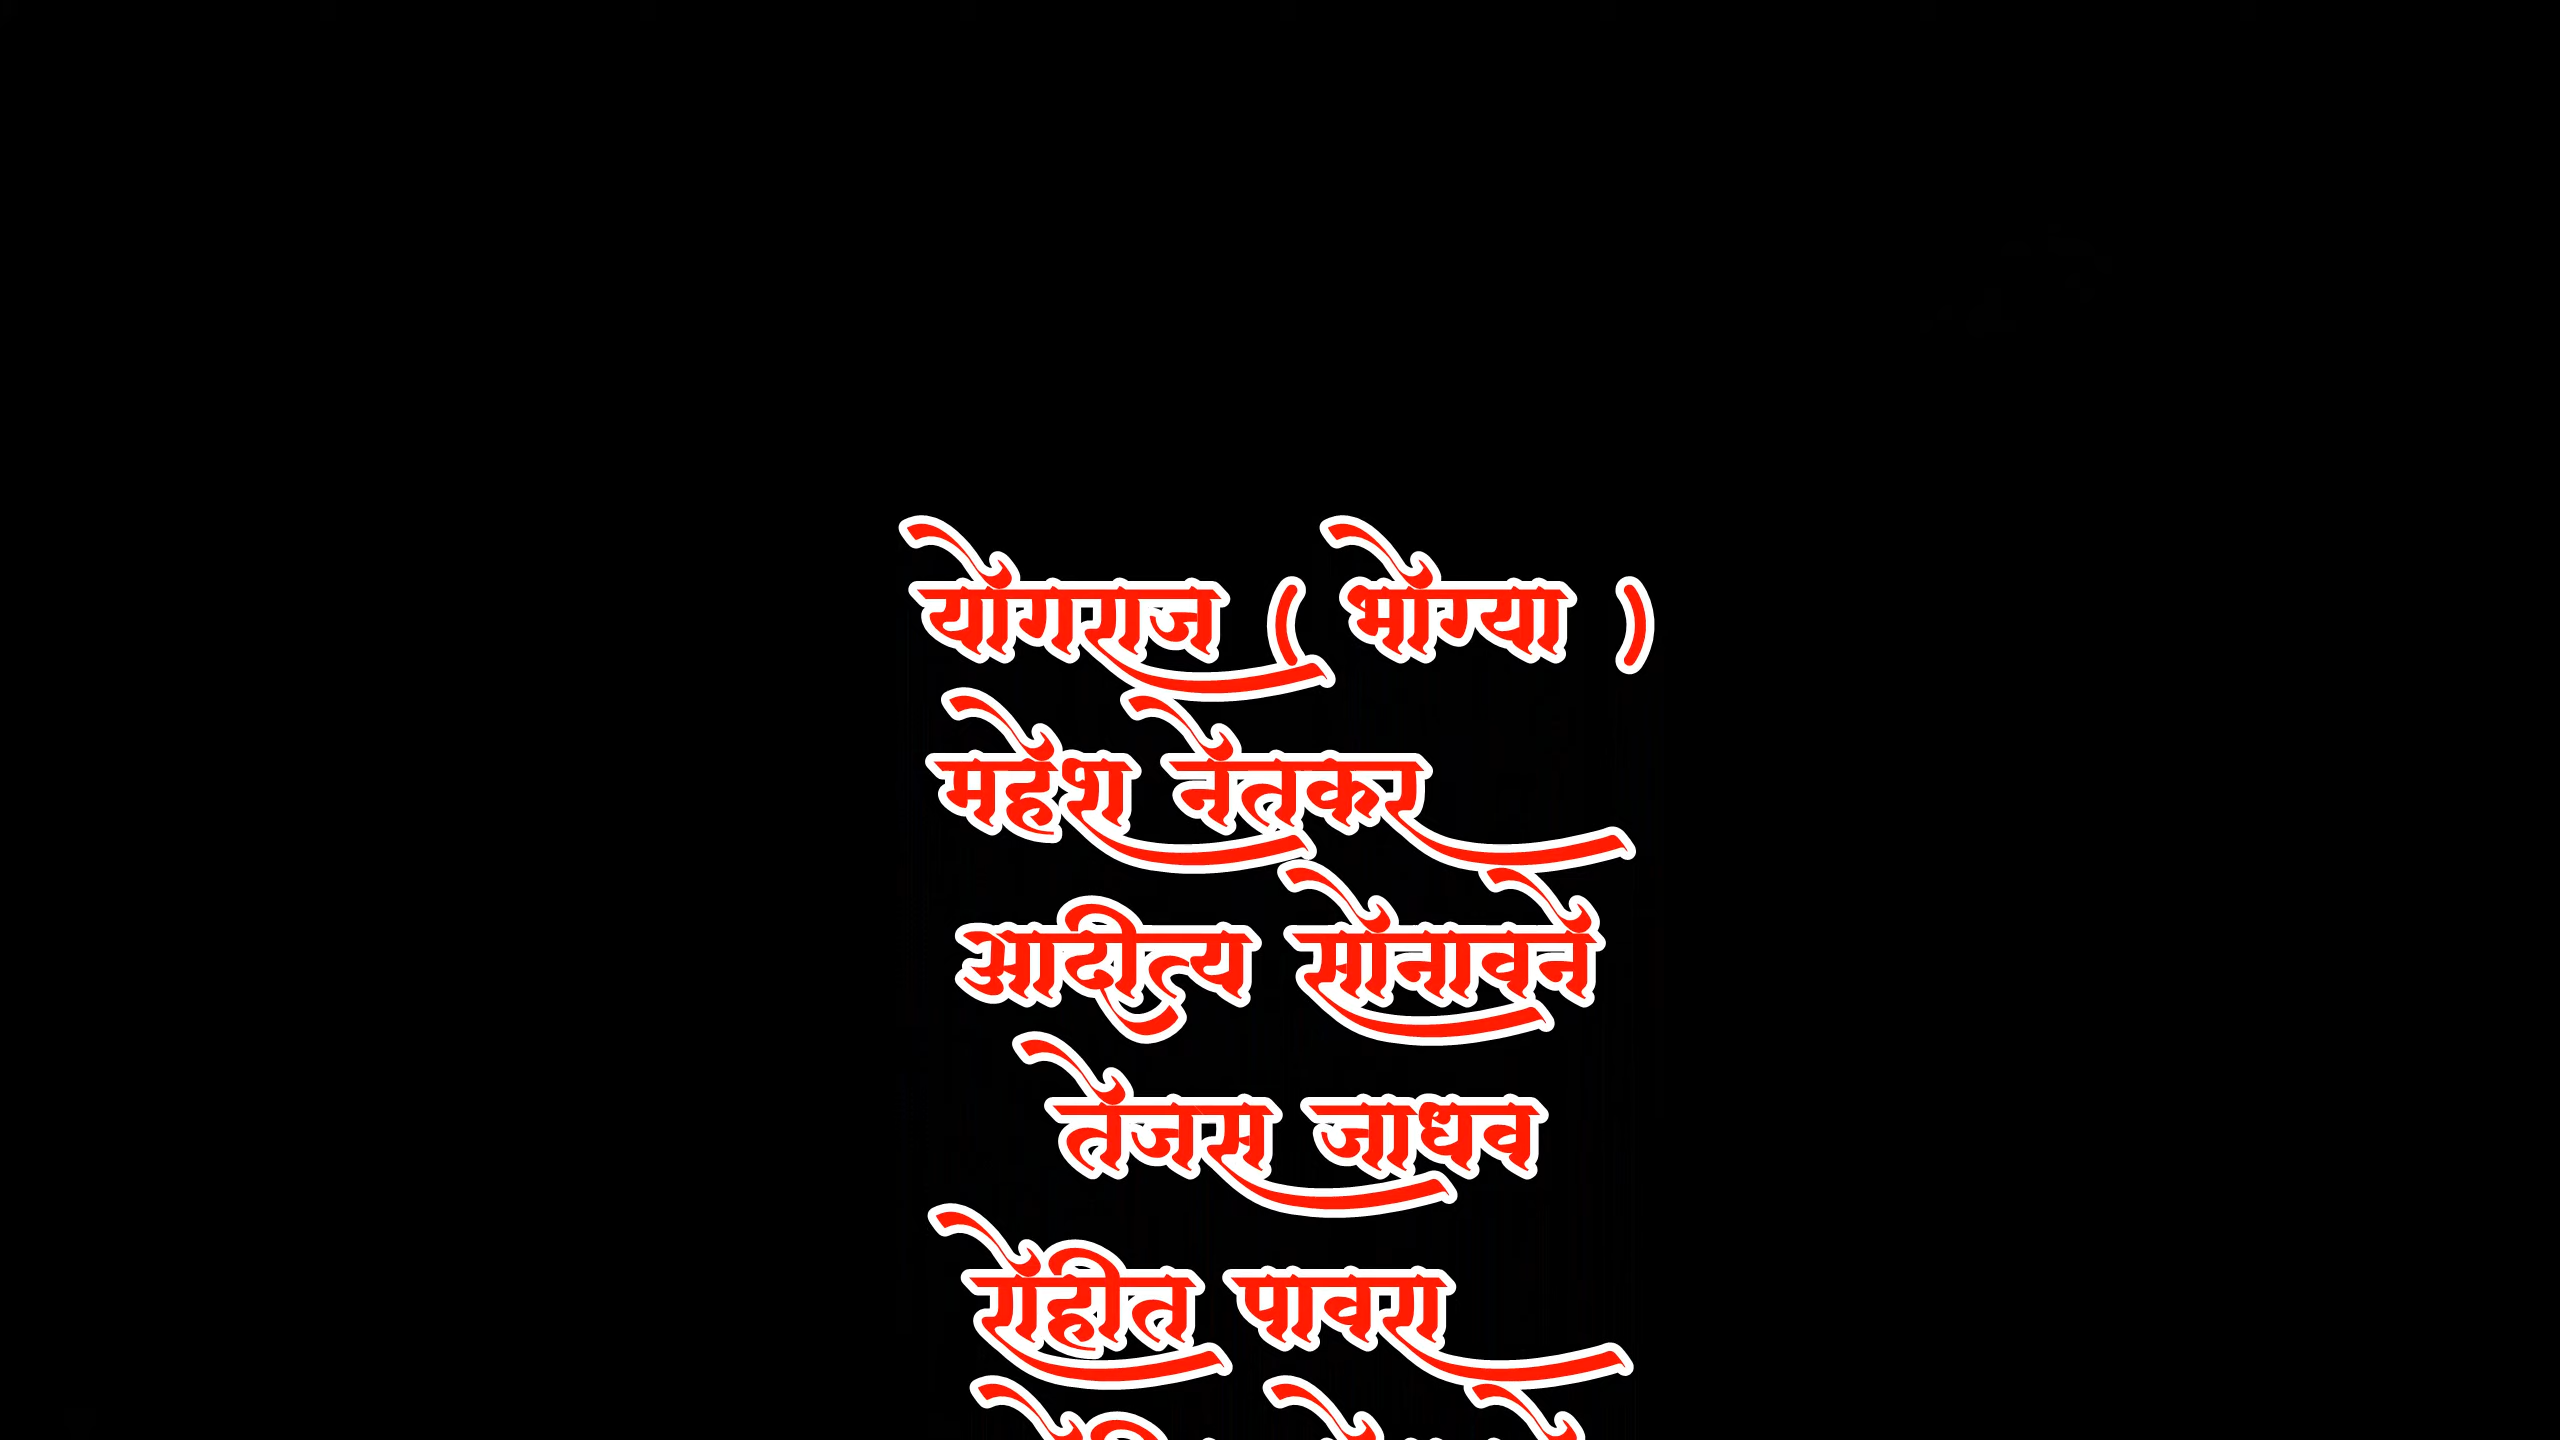 योगराज ( भोग्या )
महेश नेतकर
आदीत्य सोनावने
तेजस जाधव
रोहीत पावरा